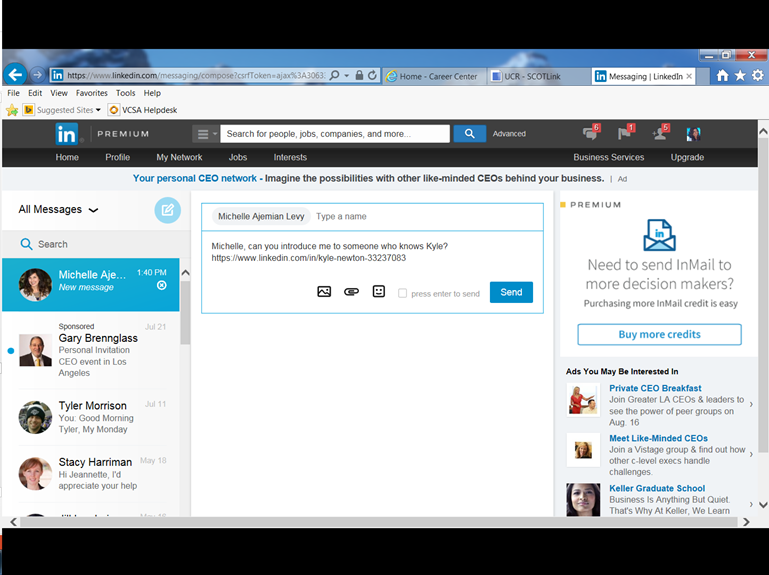 https://www.linkedin.com/messaging/compose?csrfToken=ajax%3A3063
Home - Career Center
UCR - SCOTLink
Messaging | LinkedIn
File Edit View Favorites Tools Help
Suggested Sites
VCSA Helpdesk
in PREMIUM
Search for people, jobs, companies, and more...
Advanced
6
1
5
Home Profile My Network Jobs Interests
Business Services Upgrade
Your personal CEO network - Imagine the possibilities with other like-minded CEOs behind your business. | Ad
All Messages
Search
Michelle Aje... 1:40 PM
New message
Sponsored Jul 21
Gary Brennglass
Personal Invitation
CEO event in Los
Angeles
Tyler Morrison Jul 11
You: Good Morning
Tyler, My Monday
Stacy Harriman May 18
Hi Jeannette, I'd
appreciate your help
Michelle Ajemian Levy Type a name
Michelle, can you introduce me to someone who knows Kyle?
https://www.linkedin.com/in/kyle-newton-33237083
press enter to send
Send
PREMIUM
in
Need to send InMail to
more decision makers?
Purchasing more InMail credit is easy
Buy more credits
Ads You May Be Interested In
Private CEO Breakfast
Join Greater LA CEOs & leaders to
see the power of peer groups on
Aug. 16
Meet Like-Minded CEOs
Join a Vistage group & find out how
other c-level execs handle
challenges.
Keller Graduate School
Business Is Anything But Quiet.
That's Why At Keller, We Learn